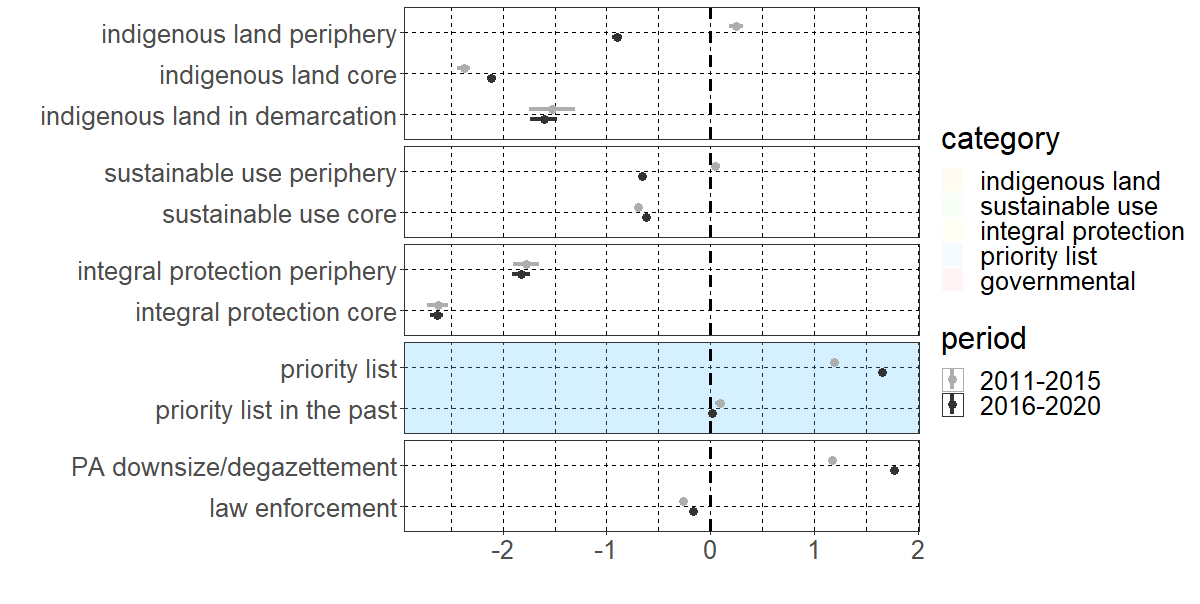 indigenous land periphery
indigenous land core
indigenous land in demarcation
sustainable use periphery
sustainable use core
integral protection periphery
integral protection core
priority list
priority list in the past
PA downsize/degazettement
law enforcement
-2 -1 0 1 2
category
indigenous land
sustainable use
integral protection
priority list
governmental
period
2011-2015
2016-2020